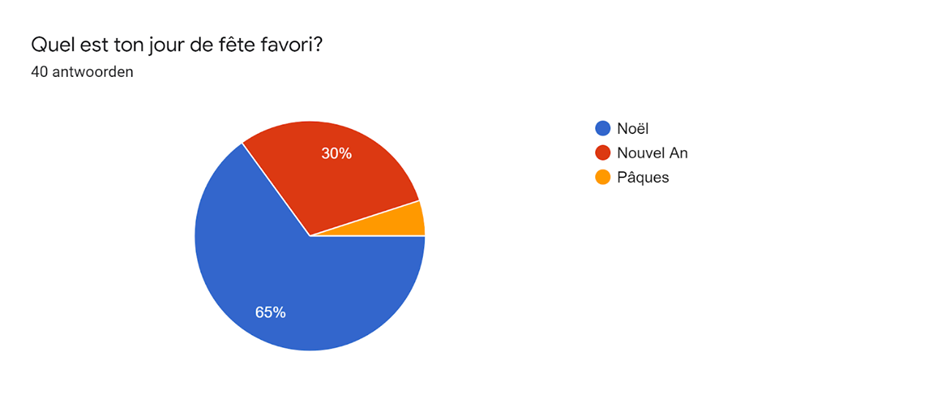 Quel est ton jour de fête favori?
40 antwoorden
Noël
Nouvel An
Pâques
30%
65%